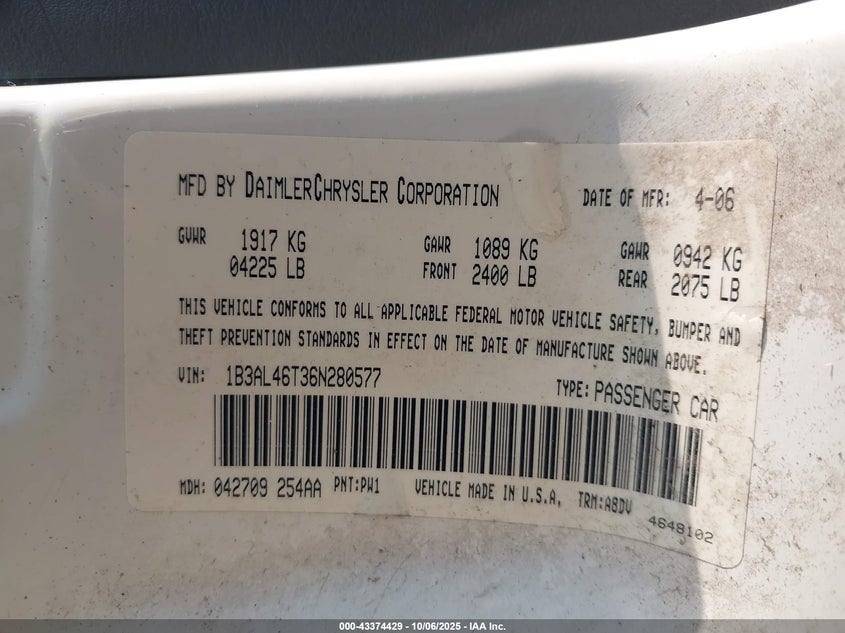 MFD BY DAIMLERCHRYSLER CORPORATION DATE OF MFR: 4-06
GVWR 1917 KG GAWR 1089 KG GAWR 0942 KG
04225 LB FRONT 2400 LB REAR 2075 LB
THIS VEHICLE CONFORMS TO ALL APPLICABLE FEDERAL MOTOR VEHICLE SAFETY, BUMPER AND
THEFT PREVENTION STANDARDS IN EFFECT ON THE DATE OF MANUFACTURE SHOWN ABOVE.
VIN: 1B3AL46T36N280577 TYPE: PASSENGER CAR
MDH: 042709 254AA PNT:PW1 VEHICLE MADE IN U.S.A. TRM:A8DV
4648102
000-43374429 - 10/06/2025 - IAA Inc.